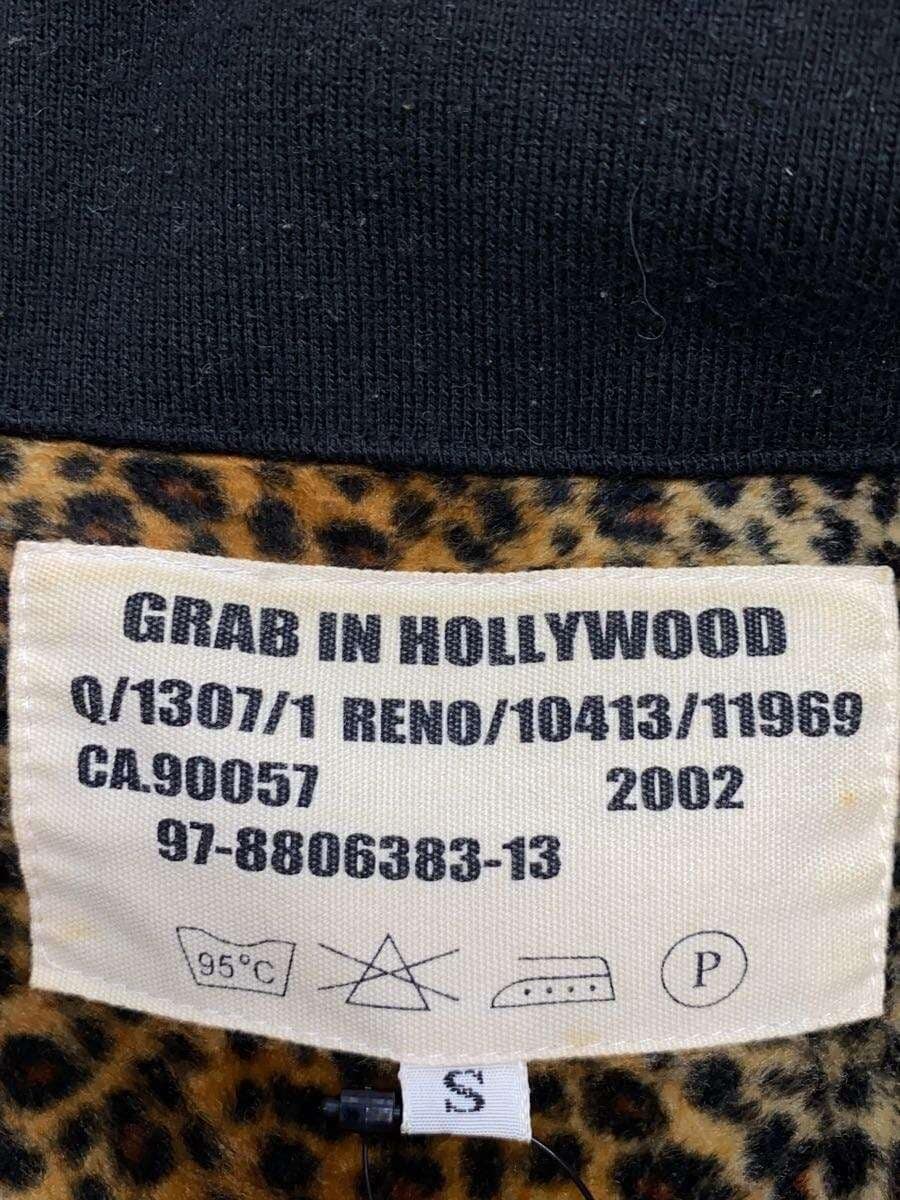 GRAB IN HOLLYWOOD
Q/1307/1 RENO/10413/11969
CA.90057 2002
97-8806383-13
95°C P
S